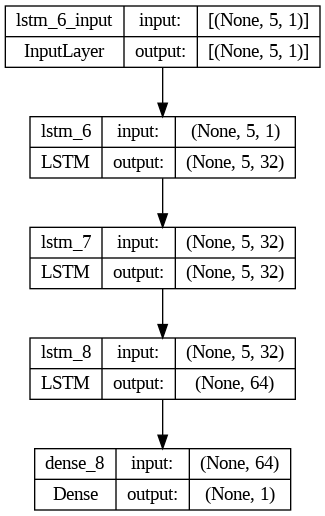 lstm_6_input input: [(None, 5, 1)]
InputLayer output: [(None, 5, 1)]
lstm_6 input: (None, 5, 1)
LSTM output: (None, 5, 32)
lstm_7 input: (None, 5, 32)
LSTM output: (None, 5, 32)
lstm_8 input: (None, 5, 32)
LSTM output: (None, 64)
dense_8 input: (None, 64)
Dense output: (None, 1)